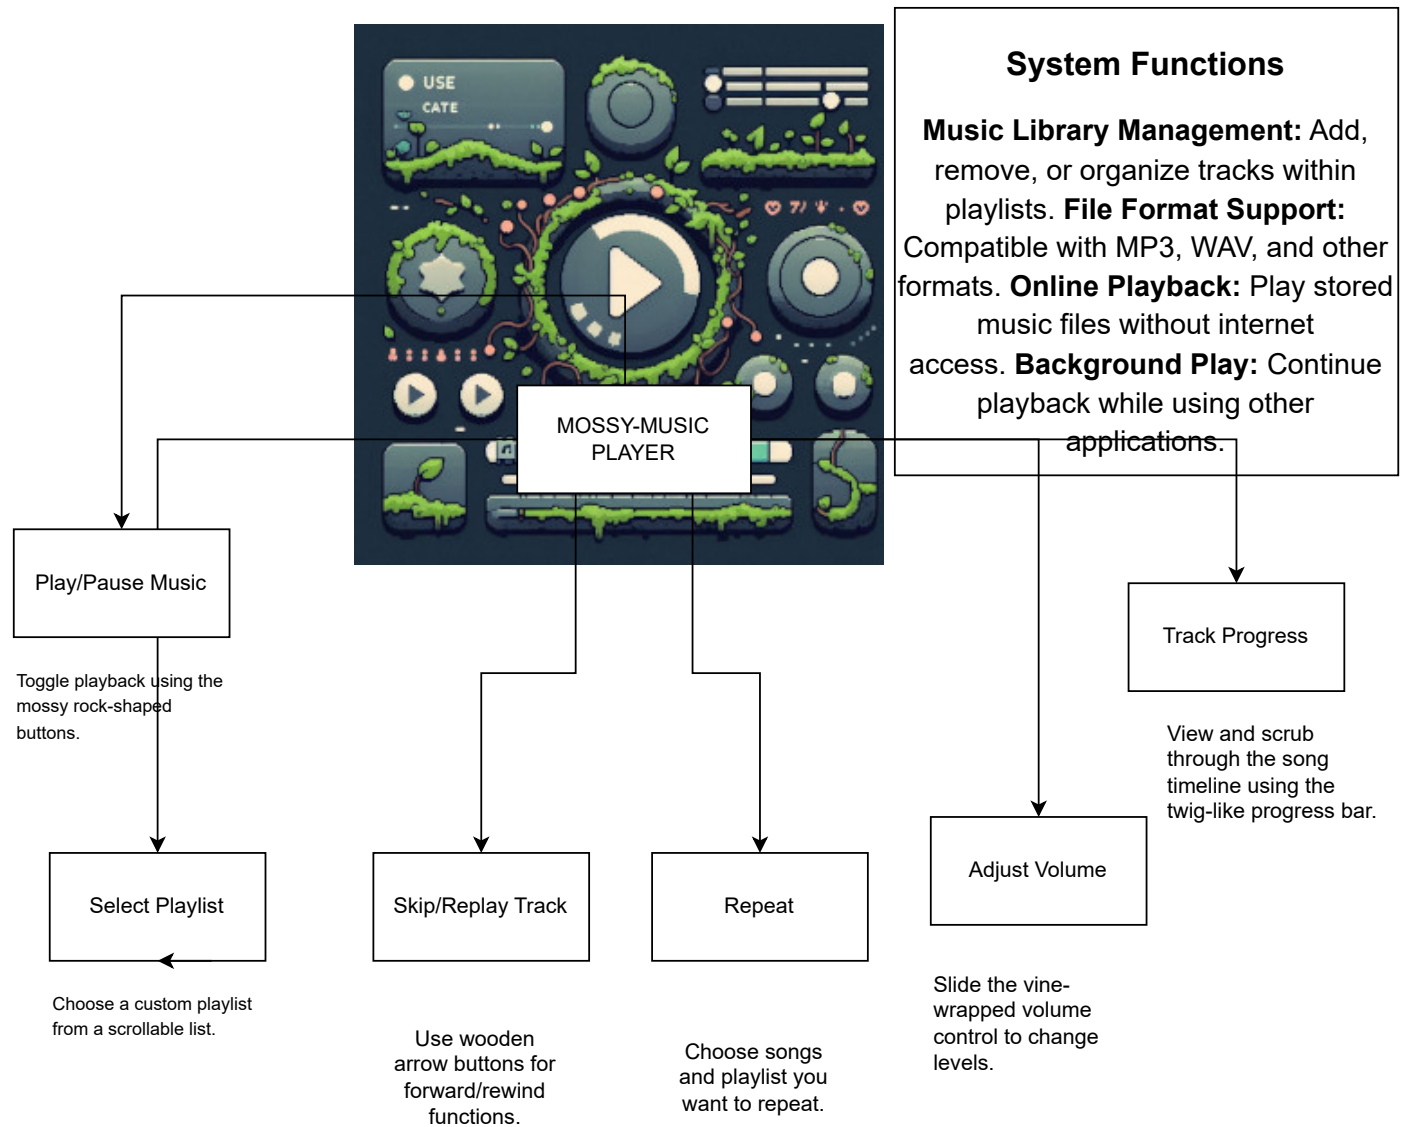 System Functions
Music Library Management: Add,
remove, or organize tracks within
playlists. File Format Support:
Compatible with MP3, WAV, and other
formats. Online Playback: Play stored
music files without internet
access. Background Play: Continue
playback while using other
applications.
USE
CATE
7/
MOSSY-MUSIC
PLAYER
Play/Pause Music
Toggle playback using the
mossy rock-shaped
buttons.
Track Progress
View and scrub
through the song
timeline using the
twig-like progress bar.
Select Playlist
Choose a custom playlist
from a scrollable list.
Skip/Replay Track
Use wooden
arrow buttons for
forward/rewind
functions.
Repeat
Choose songs
and playlist you
want to repeat.
Adjust Volume
Slide the vine-
wrapped volume
control to change
levels.